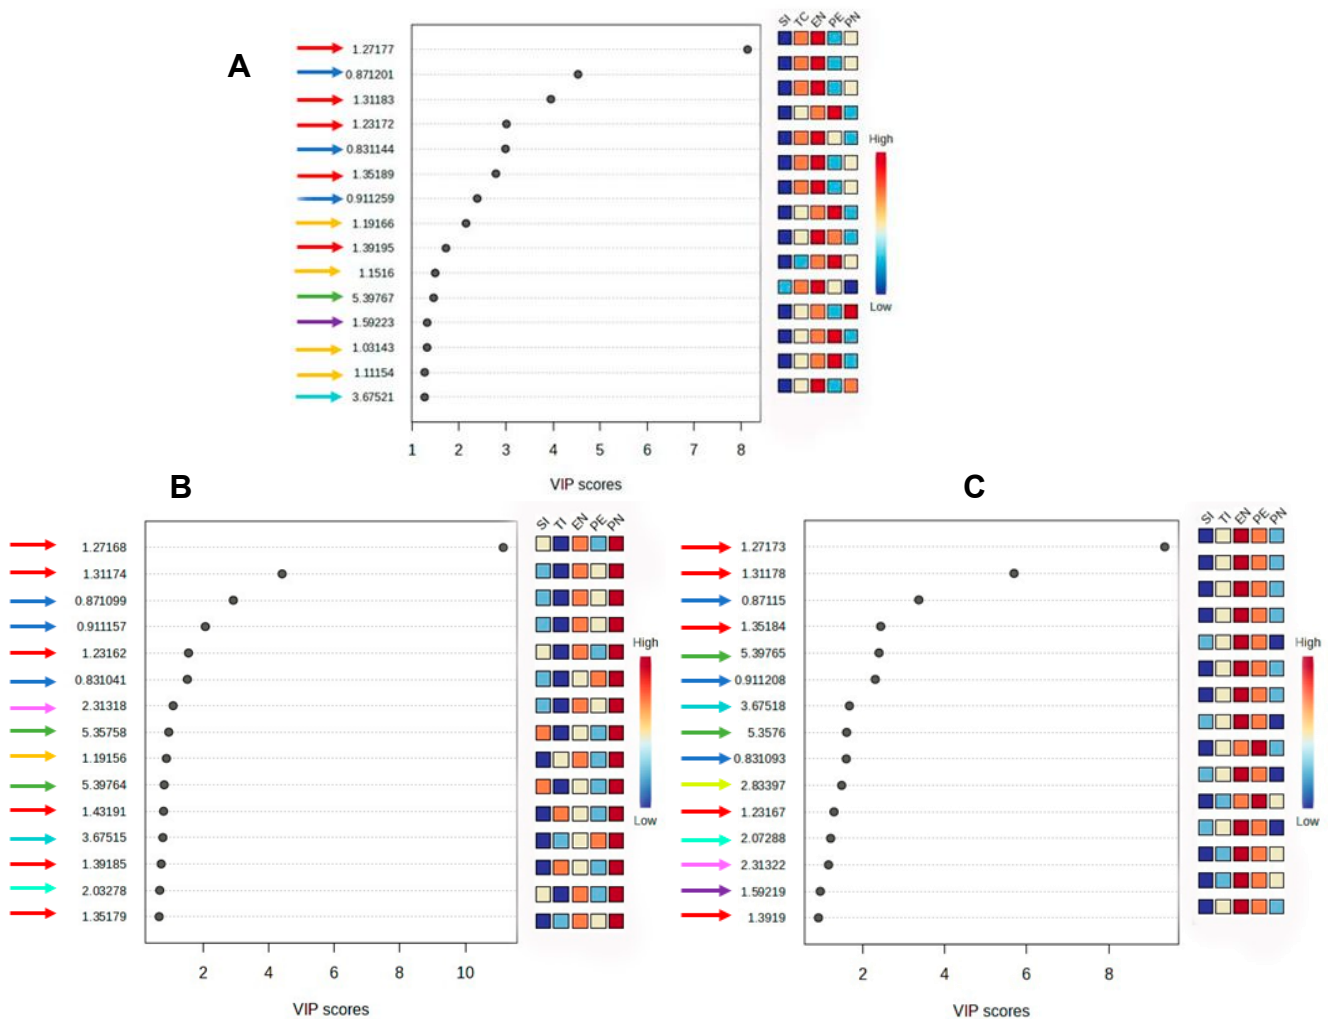 A
SI TC EN PE PN
1.27177
0.871201
1.31183
1.23172
0.831144
1.35189
0.911259
1.19166
1.39195
1.1516
5.39767
1.59223
1.03143
1.11154
3.67521
High
Low
1 2 3 4 5 6 7 8
VIP scores
B
SI TI EN PE PN
1.27168
1.31174
0.871099
0.911157
1.23162
0.831041
2.31318
5.35758
1.19156
5.39764
1.43191
3.67515
1.39185
2.03278
1.35179
High
Low
2 4 6 8 10
VIP scores
C
SI TI EN PE PN
1.27173
1.31178
0.87115
1.35184
5.39765
0.911208
3.67518
5.3576
0.831093
2.83397
1.23167
2.07288
2.31322
1.59219
1.3919
High
Low
2 4 6 8
VIP scores